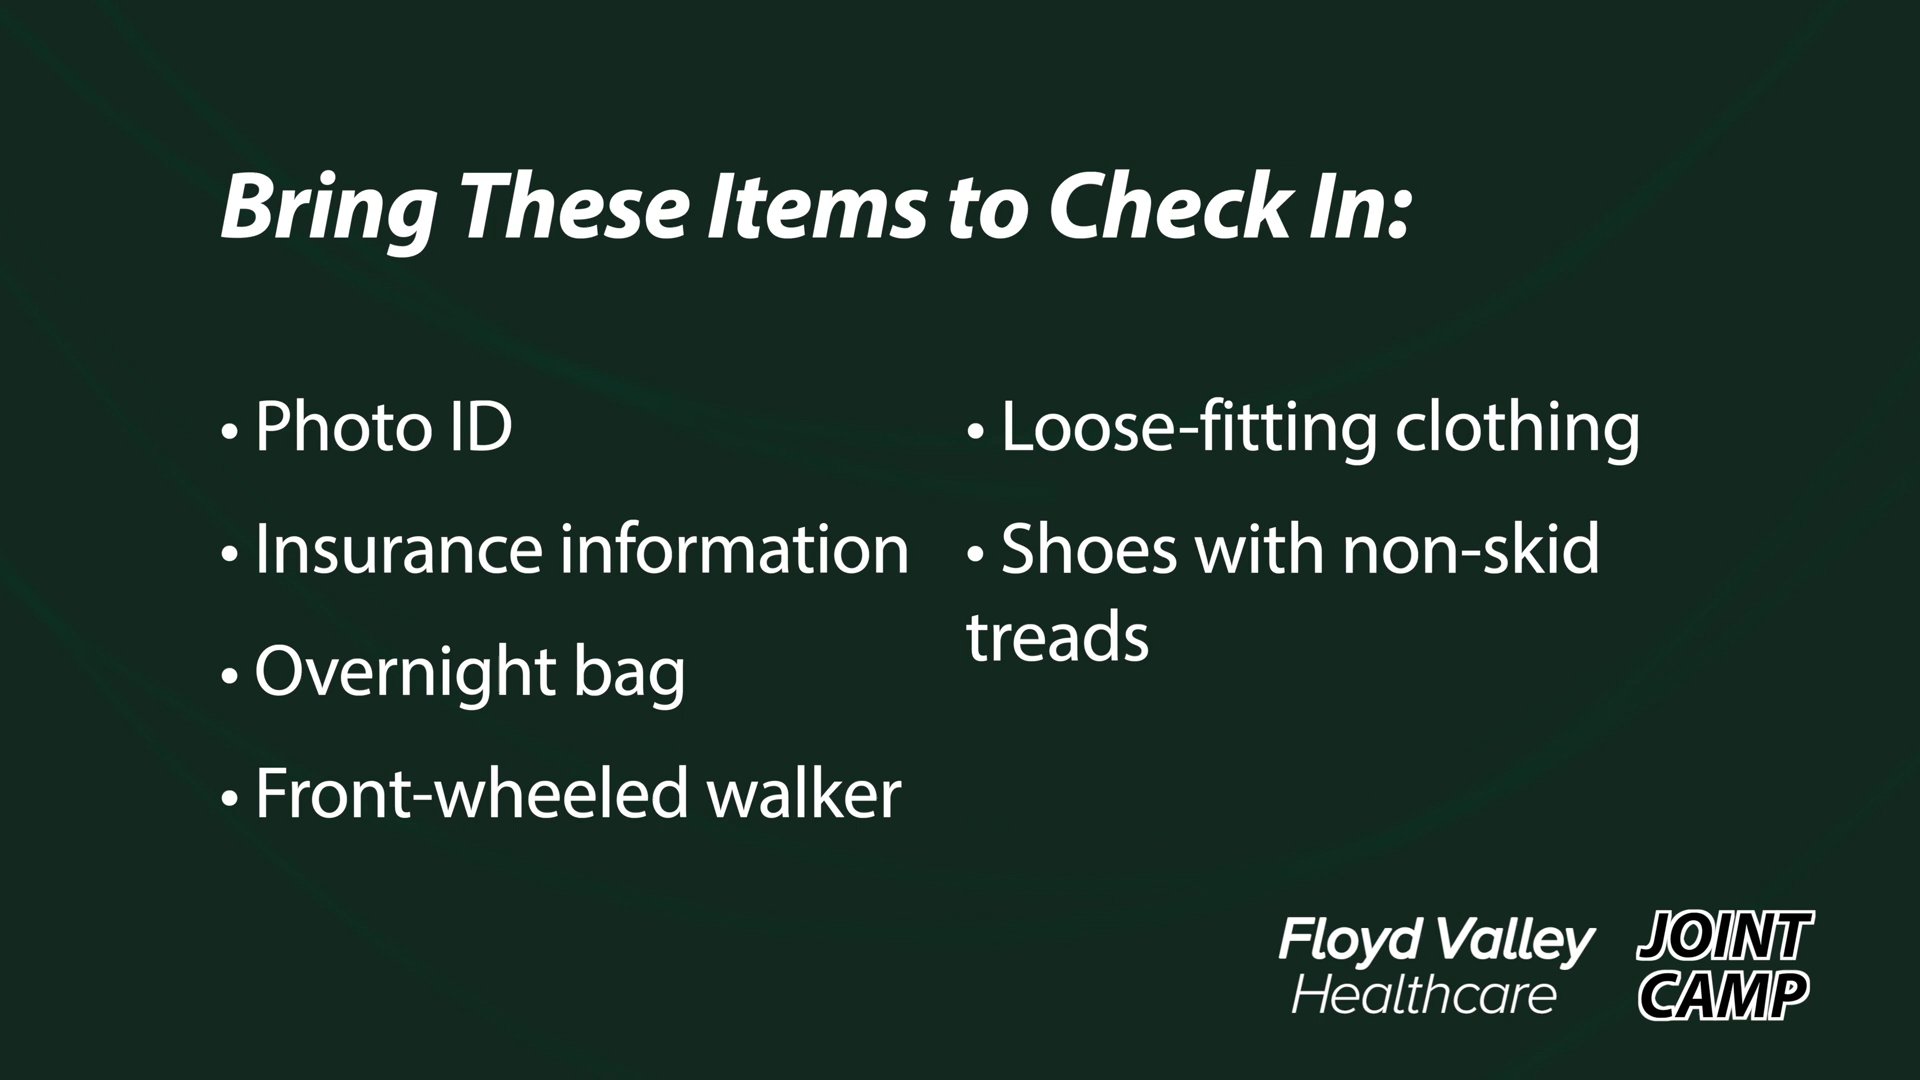 Bring These Items to Check In:
• Photo ID
• Insurance information
• Overnight bag
• Front-wheeled walker
• Loose-fitting clothing
• Shoes with non-skid
treads
Floyd Valley
Healthcare
JOINT
CAMP